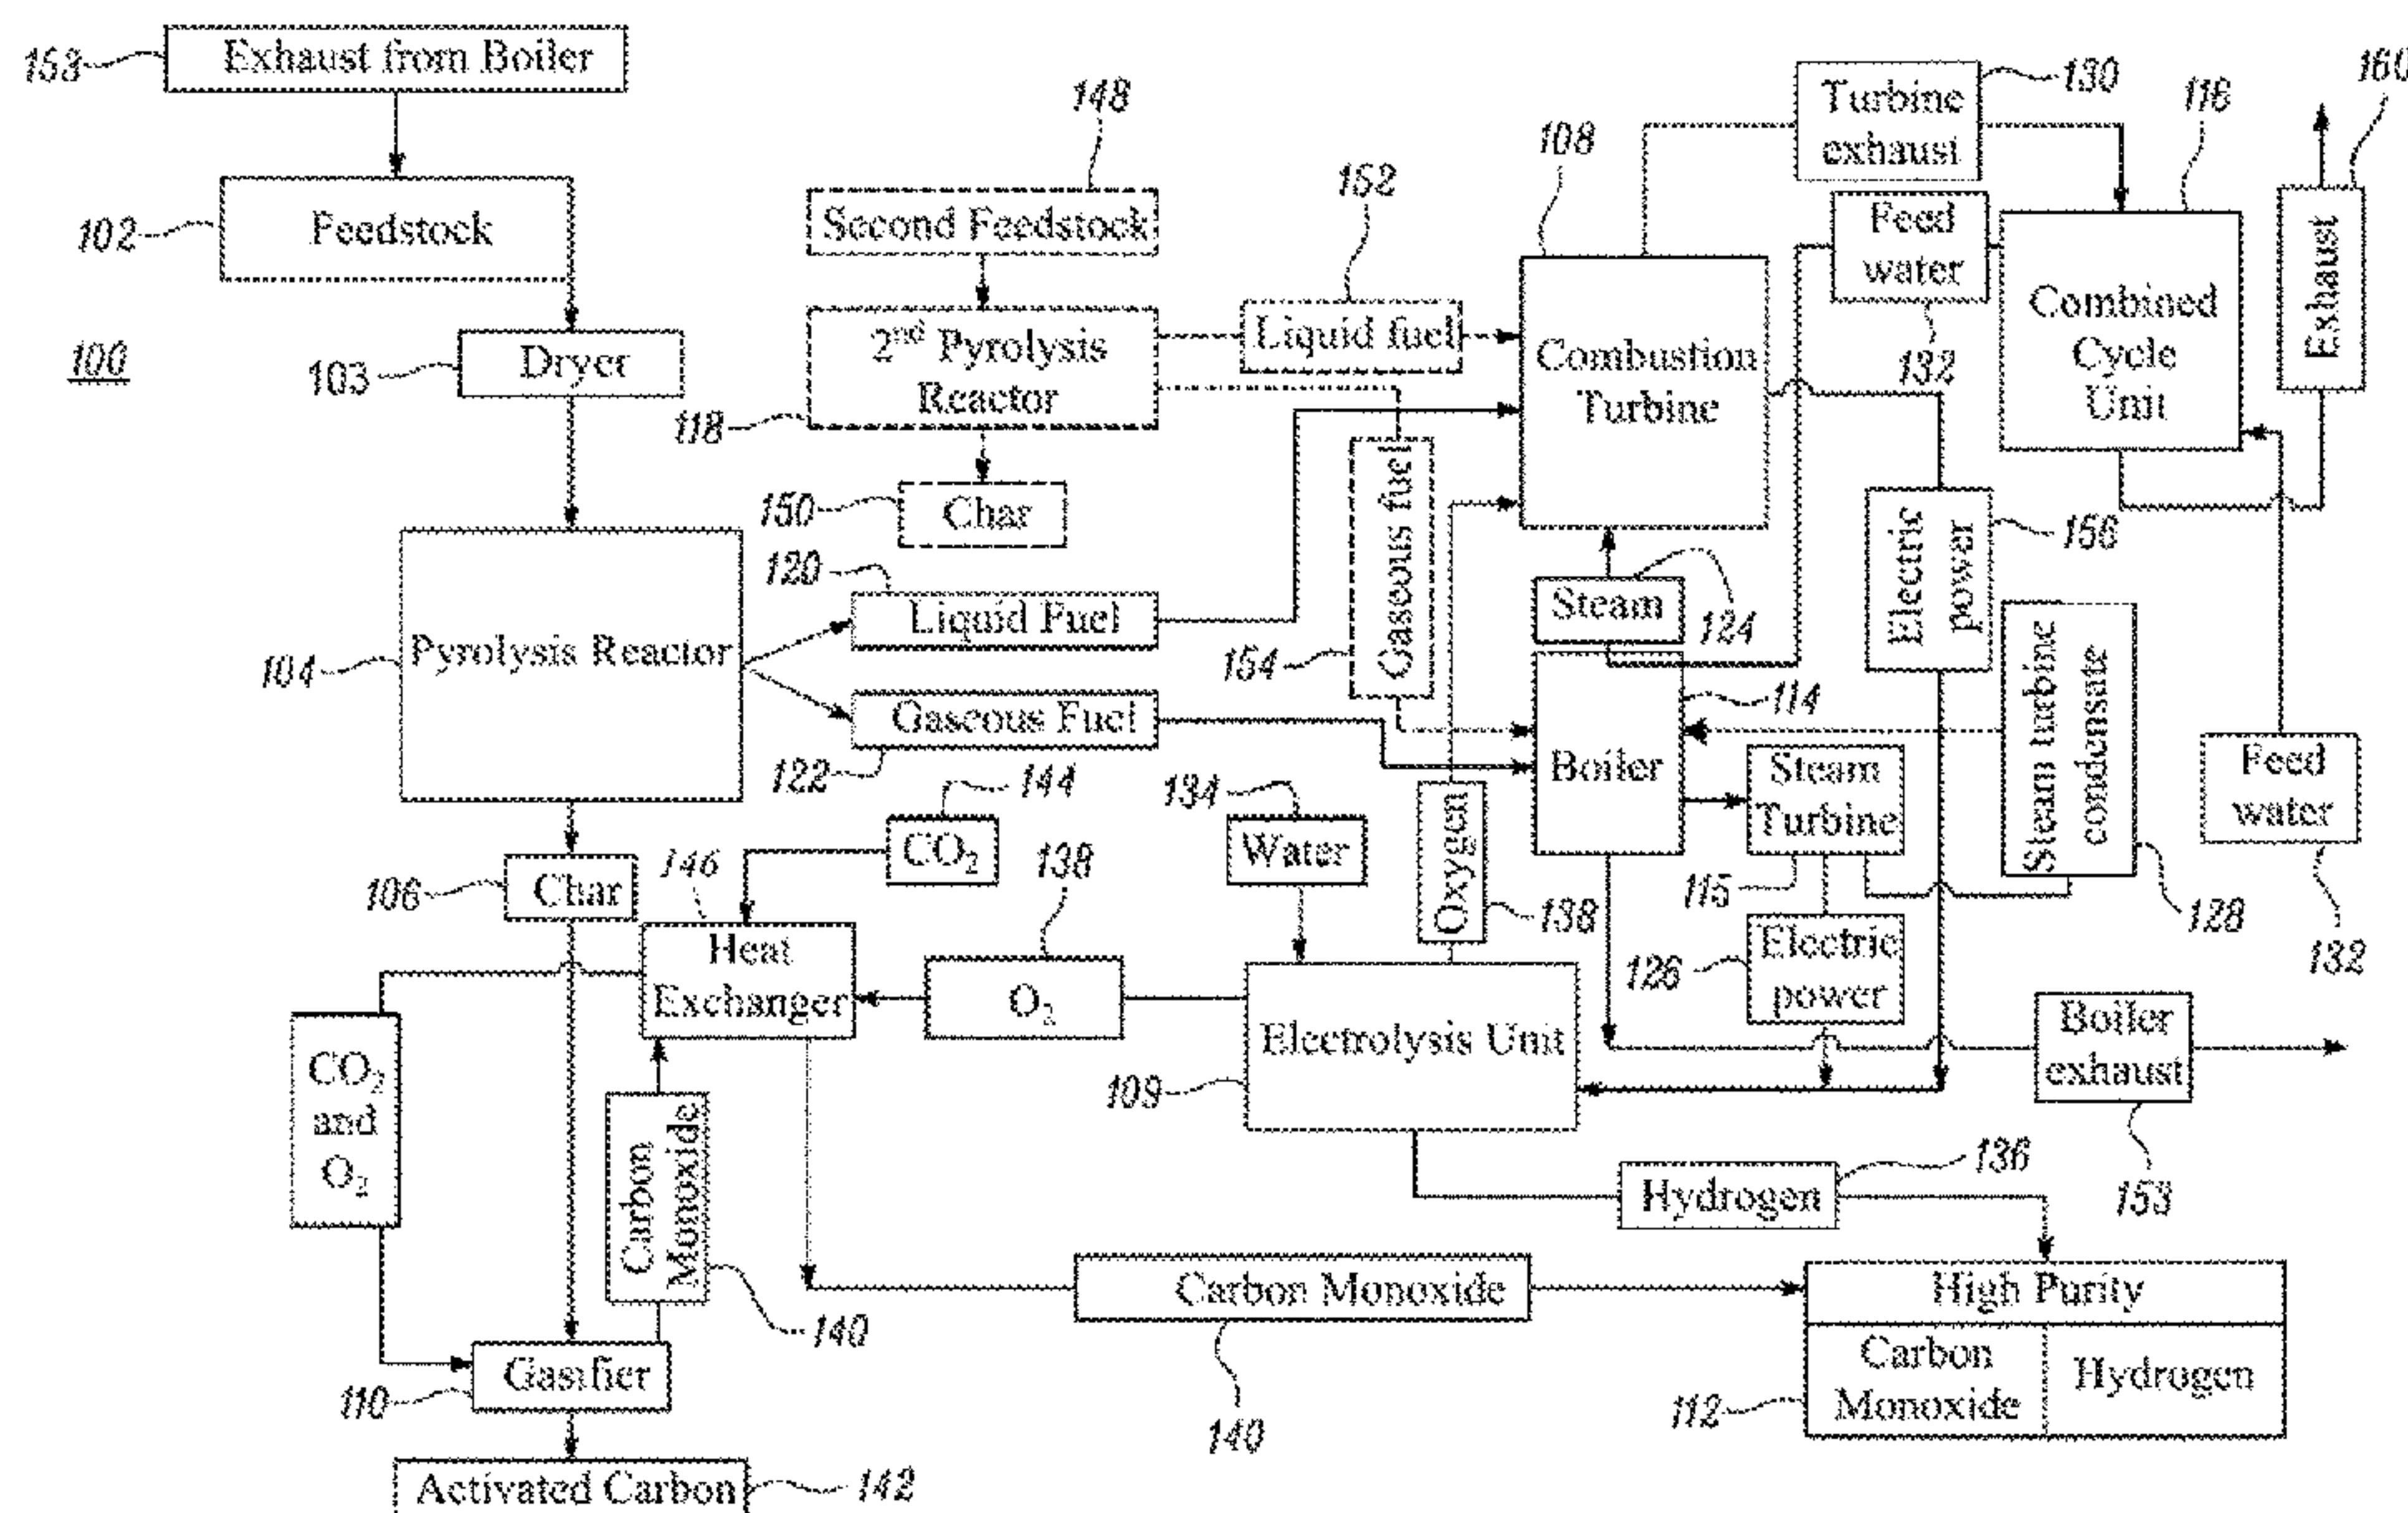 153
Exhaust from Boiler
102
Feedstock
100
103
Dryer
104
Pyrolysis Reactor
106
Char
148
Second Feedstock
2nd Pyrolysis
Reactor
118
150
Char
152
Liquid fuel
154
Gaseous fuel
120
Liquid Fuel
Gaseous Fuel
122
108
Combustion
Turbine
Turbine
exhaust
130
Feed
water
132
116
Combined
Cycle
Unit
160
Exhaust
Electric
power
156
Steam
124
Boiler
114
Steam
Turbine
115
Steam turbine
condensate
128
Feed
water
132
Electric
power
126
144
CO2
146
Heat
Exchanger
138
O2
134
Water
Oxygen
138
Electrolysis Unit
109
Boiler
exhaust
153
CO2
and
O2
Carbon
Monoxide
140
Hydrogen
136
Carbon Monoxide
140
High Purity
Carbon
Monoxide
Hydrogen
112
Gasifier
110
Activated Carbon
142